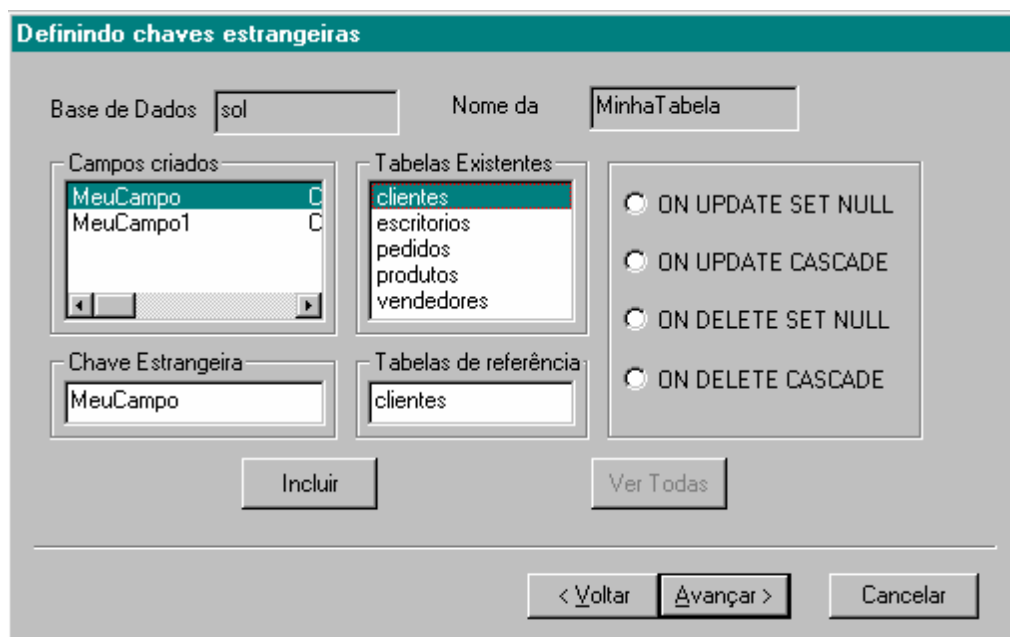 Definindo chaves estrangeiras
Base de Dados sol Nome da MinhaTabela
Campos criados
MeuCampo C
MeuCampo1 C
Tabelas Existentes
clientes
escritorios
pedidos
produtos
vendedores
ON UPDATE SET NULL
ON UPDATE CASCADE
ON DELETE SET NULL
ON DELETE CASCADE
Chave Estrangeira
MeuCampo
Tabelas de referência
clientes
Incluir Ver Todas
< Voltar Avançar > Cancelar